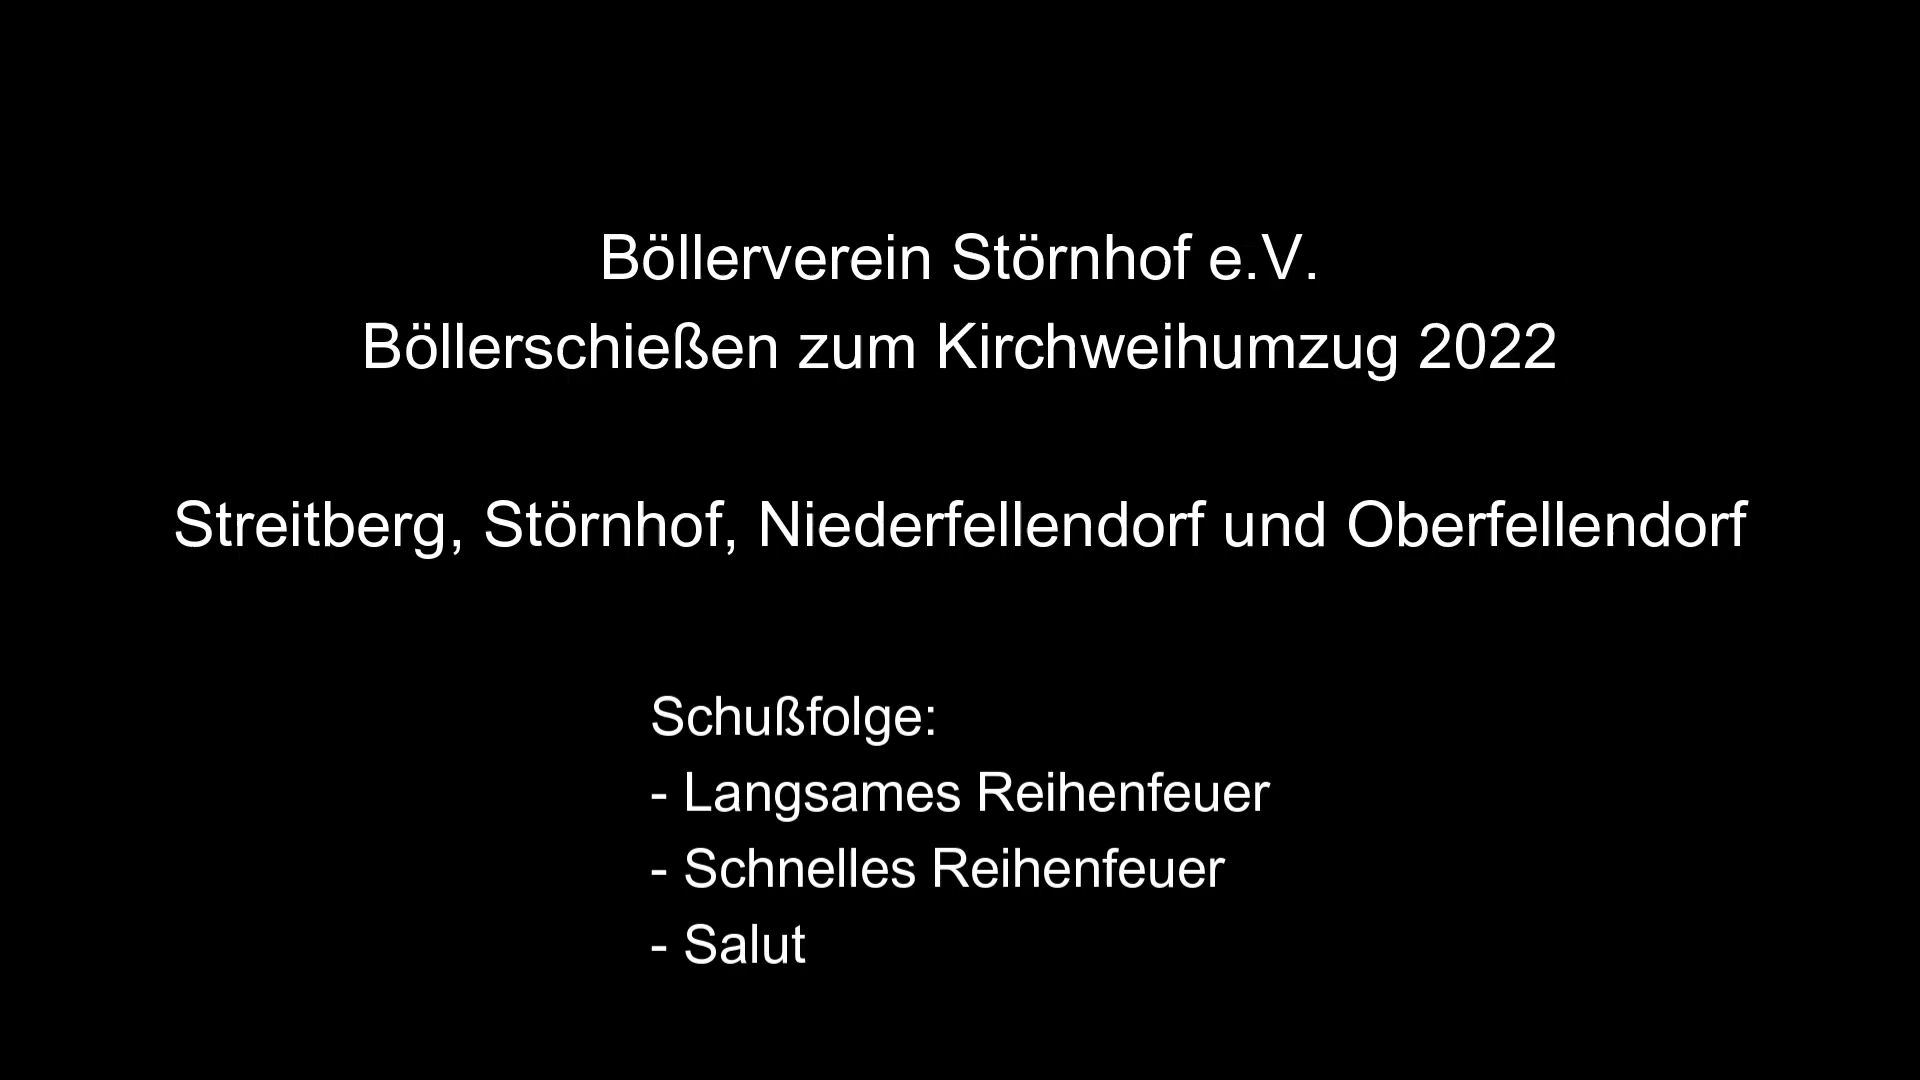 Böllerverein Störnhof e.V.
Böllerschießen zum Kirchweihumzug 2022
Streitberg, Störnhof, Niederfellendorf und Oberfellendorf
Schußfolge:
- Langsames Reihenfeuer
- Schnelles Reihenfeuer
- Salut